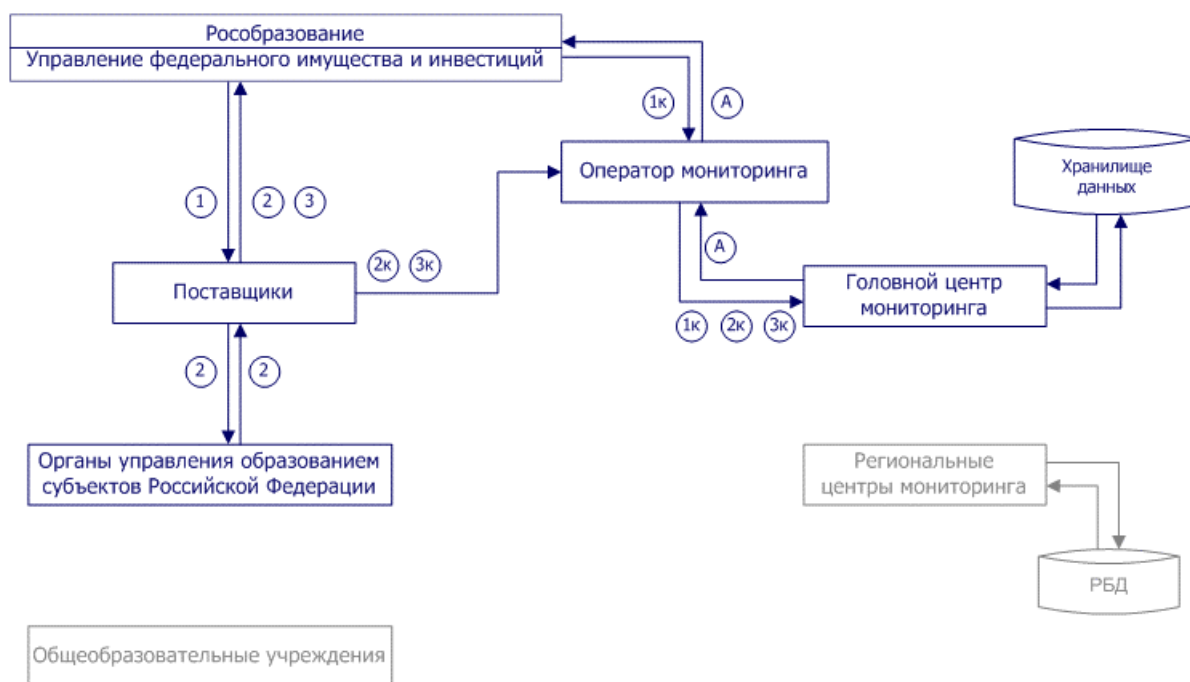 Рособразование
Управление федерального имущества и инвестиций
1к
А
Оператор мониторинга
Хранилище
данных
1
2
3
А
2к
3к
Поставщики
Головной центр
мониторинга
1к
2к
3к
2
2
Органы управления образованием
субъектов Российской Федерации
Региональные
центры мониторинга
РБД
Общеобразовательные учреждения